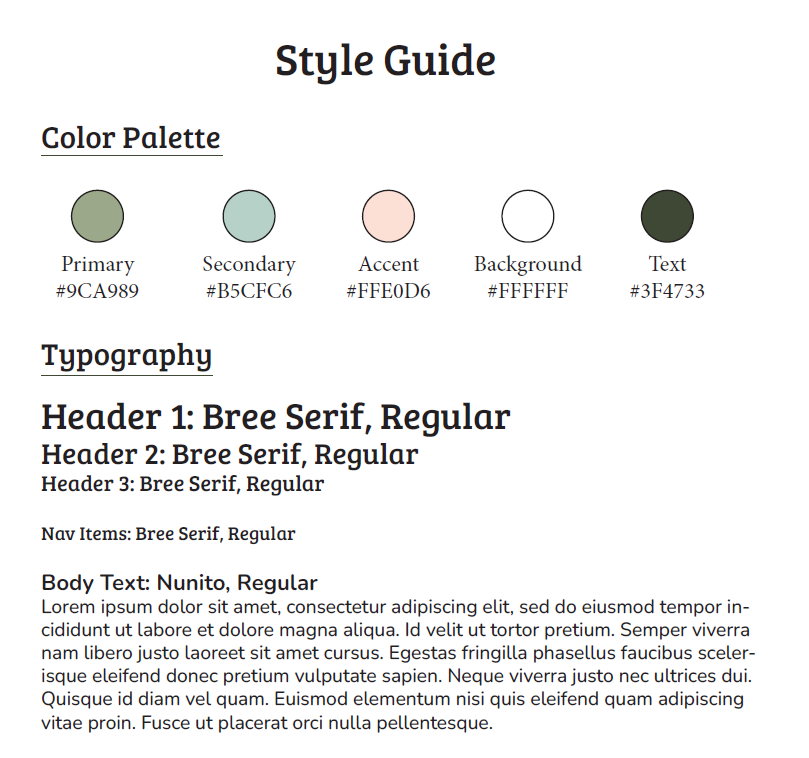 Style Guide
Color Palette
Primary
#9CA989
Secondary
#B5CFC6
Accent
#FFE0D6
Background
#FFFFFF
Text
#3F4733
Typography
Header 1: Bree Serif, Regular
Header 2: Bree Serif, Regular
Header 3: Bree Serif, Regular
Nav Items: Bree Serif, Regular
Body Text: Nunito, Regular
Lorem ipsum dolor sit amet, consectetur adipiscing elit, sed do eiusmod tempor in-
cididunt ut labore et dolore magna aliqua. Id velit ut tortor pretium. Semper viverra
nam libero justo laoreet sit amet cursus. Egestas fringilla phasellus faucibus sceler-
isque eleifend donec pretium vulputate sapien. Neque viverra justo nec ultrices dui.
Quisque id diam vel quam. Euismod elementum nisi quis eleifend quam adipiscing
vitae proin. Fusce ut placerat orci nulla pellentesque.